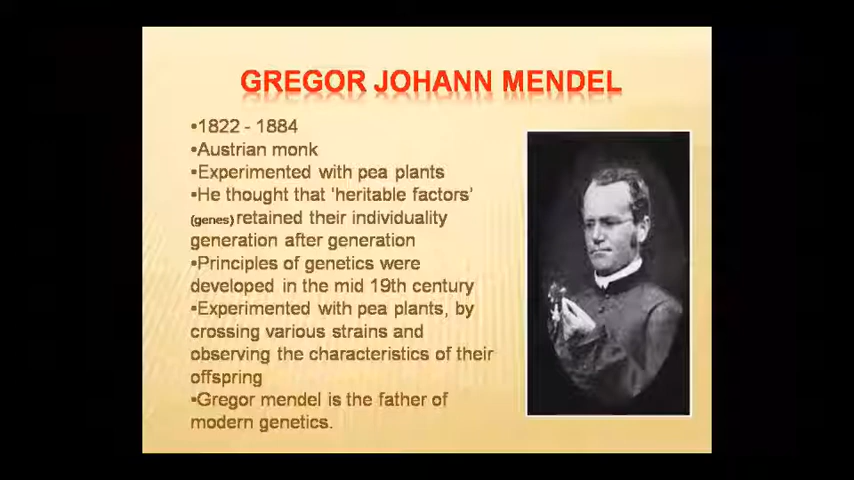 GREGOR JOHANN MENDEL
•1822 - 1884
•Austrian monk
•Experimented with pea plants
•He thought that 'heritable factors'
(genes) retained their individuality
generation after generation
•Principles of genetics were
developed in the mid 19th century
•Experimented with pea plants, by
crossing various strains and
observing the characteristics of their
offspring
•Gregor mendel is the father of
modern genetics.